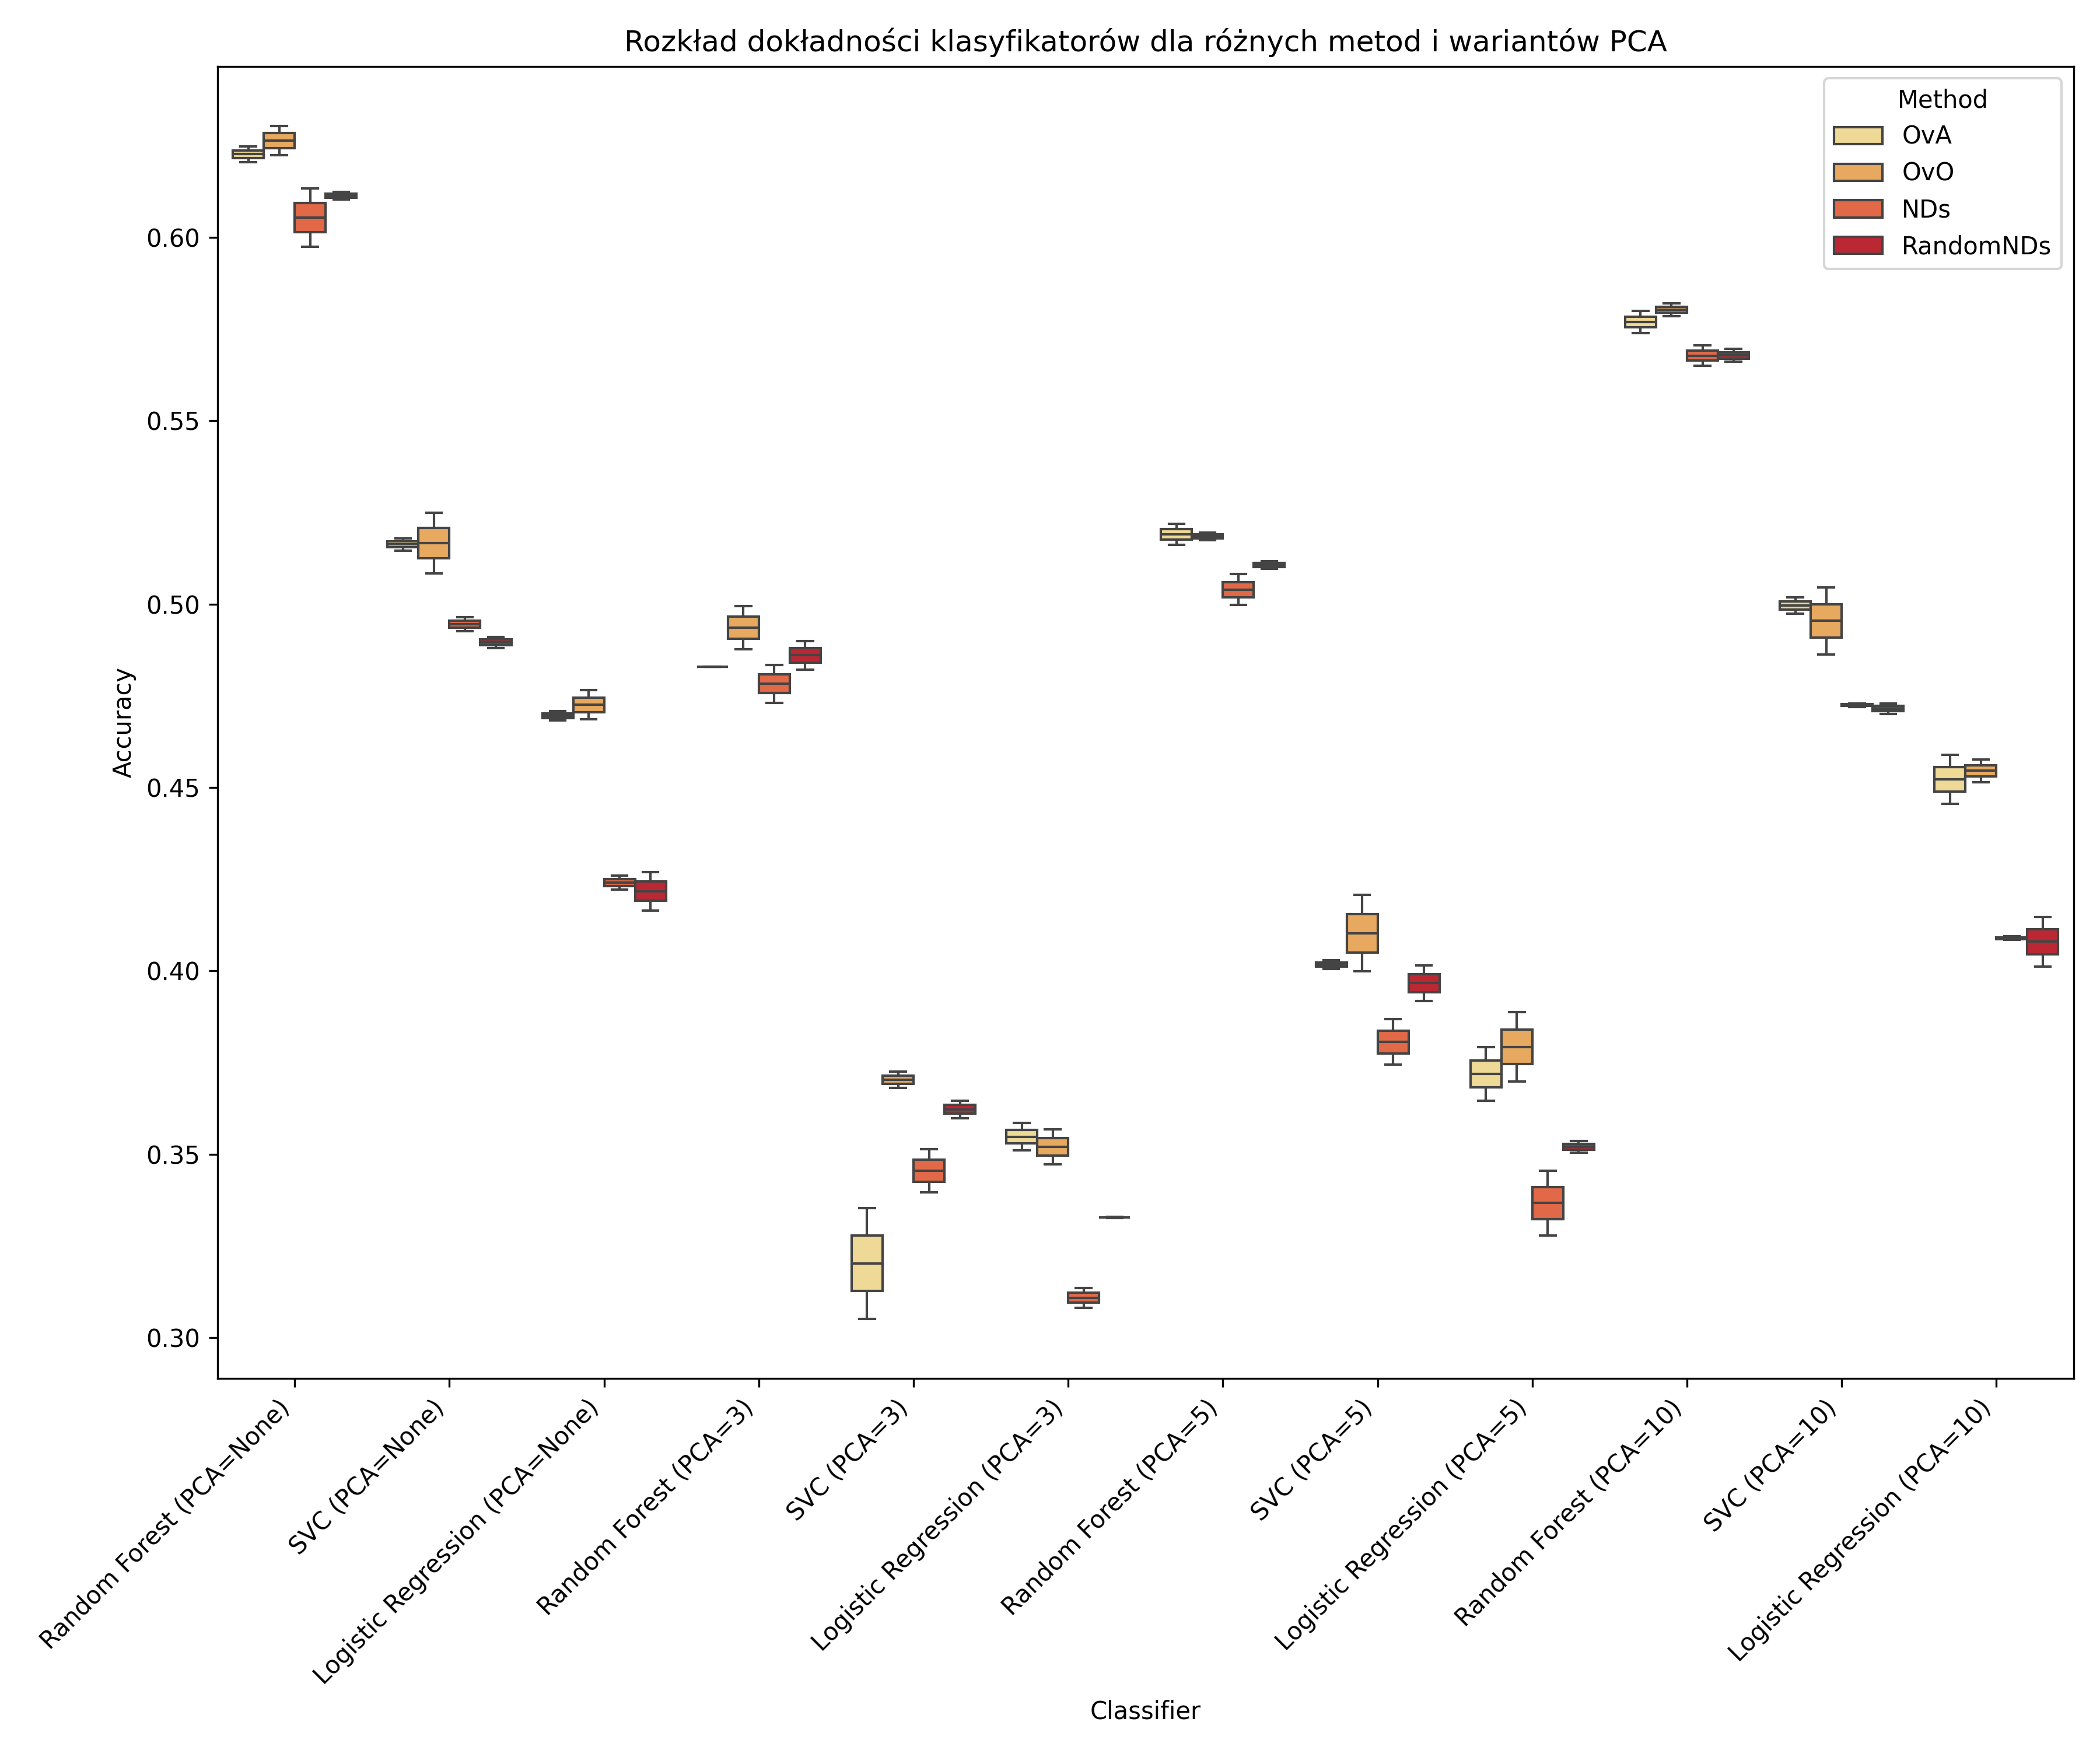 Rozkład dokładności klasyfikatorów dla różnych metod i wariantów PCA
Method
OvA
OvO
NDs
RandomNDs
Accuracy
0.60
0.55
0.50
0.45
0.40
0.35
0.30
Random Forest (PCA=None)
SVC (PCA=None)
Logistic Regression (PCA=None)
Random Forest (PCA=3)
SVC (PCA=3)
Logistic Regression (PCA=3)
Random Forest (PCA=5)
SVC (PCA=5)
Logistic Regression (PCA=5)
Random Forest (PCA=10)
SVC (PCA=10)
Logistic Regression (PCA=10)
Classifier